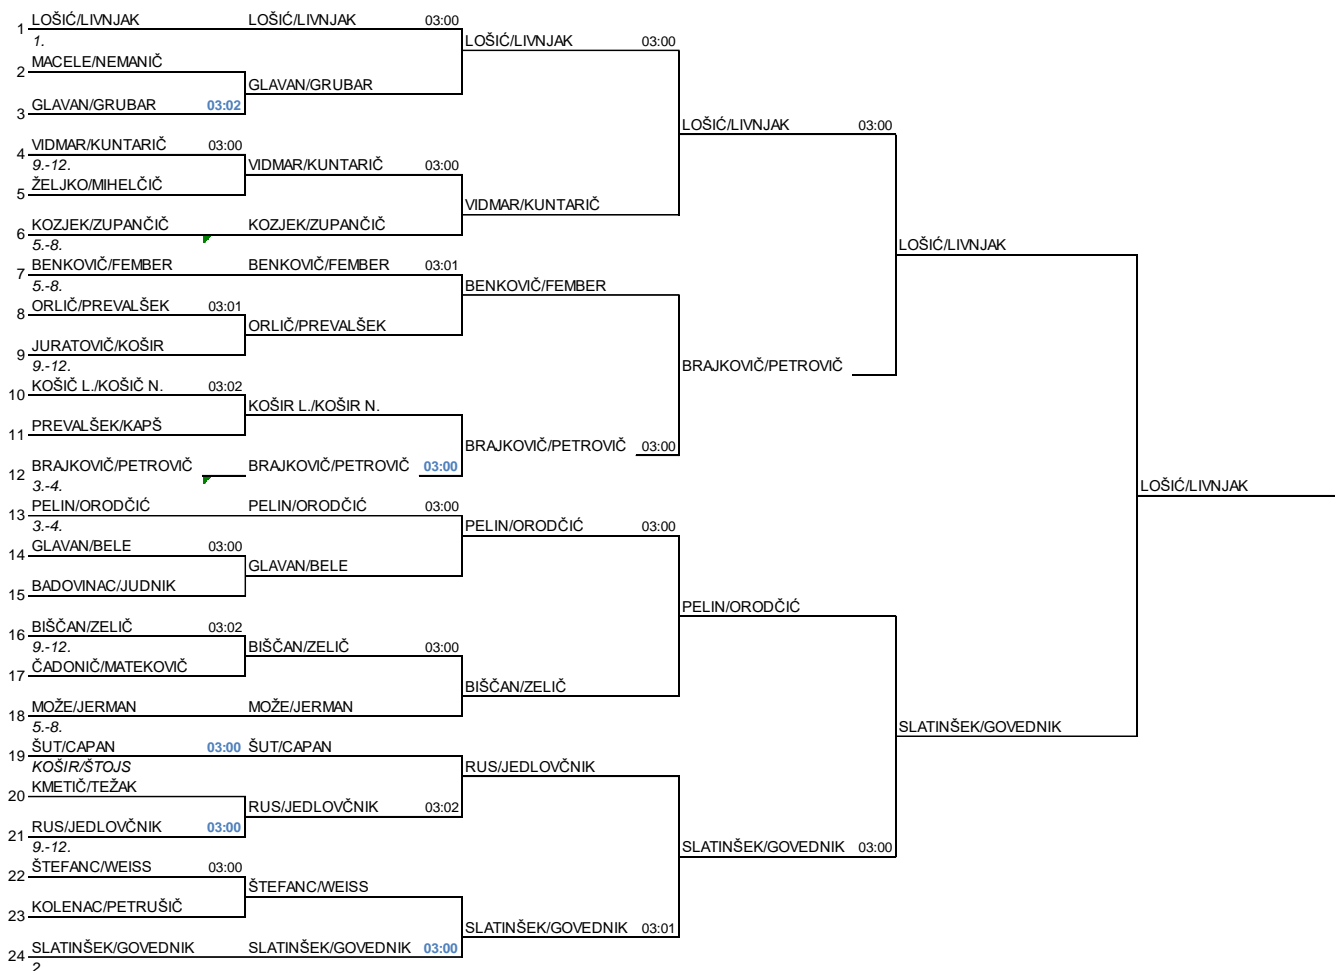 LOŠIĆ/LIVNJAK LOŠIĆ/LIVNJAK 03:00
1
1. LOŠIĆ/LIVNJAK 03:00
MACELE/NEMANIČ
2
GLAVAN/GRUBAR
GLAVAN/GRUBAR 03:02
3
LOŠIĆ/LIVNJAK 03:00
VIDMAR/KUNTARIČ 03:00
4
9.-12. VIDMAR/KUNTARIČ 03:00
ŽELJKO/MIHELČIČ
5
VIDMAR/KUNTARIČ
KOZJEK/ZUPANČIČ KOZJEK/ZUPANČIČ
6
5.-8. LOŠIĆ/LIVNJAK
BENKOVIČ/FEMBER BENKOVIČ/FEMBER 03:01
7
5.-8. BENKOVIČ/FEMBER
ORLIČ/PREVALŠEK 03:01
8
ORLIČ/PREVALŠEK
JURATOVIČ/KOŠIR
9
9.-12. BRAJKOVIČ/PETROVIČ
KOŠIČ L./KOŠIČ N. 03:02
10
KOŠIR L./KOŠIR N.
PREVALŠEK/KAPŠ
11
BRAJKOVIČ/PETROVIČ 03:00
BRAJKOVIČ/PETROVIČ BRAJKOVIČ/PETROVIČ 03:00
12
3.-4. LOŠIĆ/LIVNJAK
PELIN/ORODČIĆ PELIN/ORODČIĆ 03:00
13
3.-4. PELIN/ORODČIĆ 03:00
GLAVAN/BELE 03:00
14
GLAVAN/BELE
BADOVINAC/JUDNIK
15
PELIN/ORODČIĆ
BIŠČAN/ZELIČ 03:02
16
9.-12. BIŠČAN/ZELIČ 03:00
ČADONIČ/MATEKOVIČ
17
BIŠČAN/ZELIČ
MOŽE/JERMAN MOŽE/JERMAN
18
5.-8. SLATINŠEK/GOVEDNIK
ŠUT/CAPAN 03:00 ŠUT/CAPAN
19
KOŠIR/ŠTOJS RUS/JEDLOVČNIK
KMETIČ/TEŽAK
20
RUS/JEDLOVČNIK 03:02
RUS/JEDLOVČNIK 03:00
21
9.-12. SLATINŠEK/GOVEDNIK 03:00
ŠTEFANC/WEISS 03:00
22
ŠTEFANC/WEISS
KOLENAC/PETRUŠIČ
23
SLATINŠEK/GOVEDNIK 03:01
SLATINŠEK/GOVEDNIK SLATINŠEK/GOVEDNIK 03:00
24
2